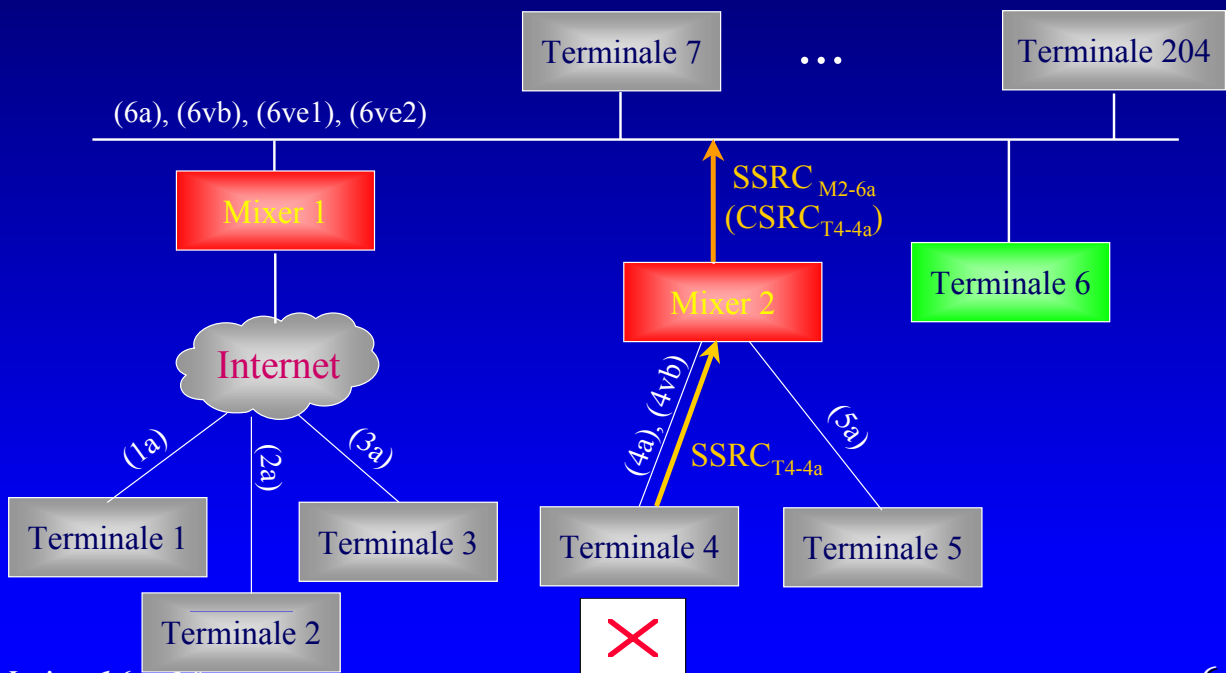 Terminale 7
...
Terminale 204
(6a), (6vb), (6ve1), (6ve2)
Mixer 1
SSRC M2-6a
(CSRC T4-4a)
Terminale 6
Mixer 2
Internet
(1a)
(2a)
(3a)
(4a), (4vb)
SSRC T4-4a
(5a)
Terminale 1
Terminale 3
Terminale 4
Terminale 5
Terminale 2
6